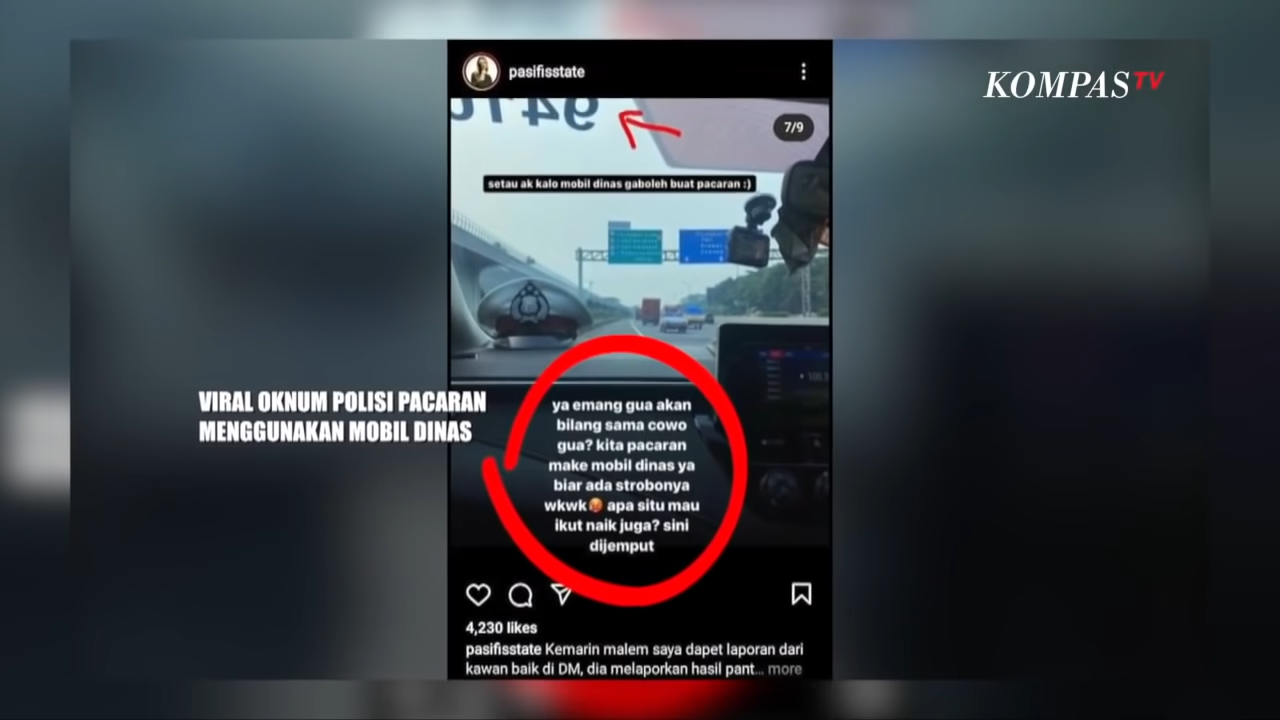 pasifisstate
KOMPAS TV
7/9
setau ak kalo mobil dinas gaboleh buat pacaran :)
VIRAL OKNUM POLISI PACARAN
MENGGUNAKAN MOBIL DINAS
ya emang gua akan
bilang sama cowo
gua? kita pacaran
make mobil dinas ya
biar ada strobonya
wkwk🥵 apa situ mau
ikut naik juga? sini
dijemput
4,230 likes
pasifisstate Kemarin malem saya dapet laporan dari
kawan baik di DM, dia melaporkan hasil pant... more